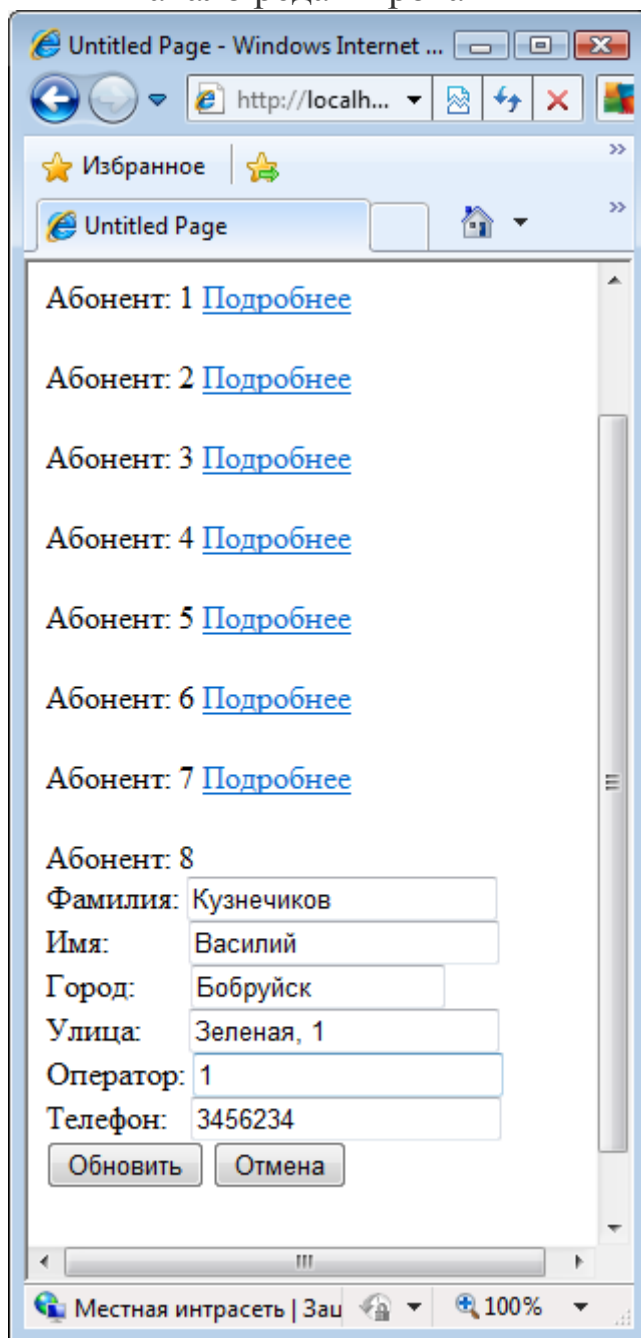 Untitled Page - Windows Internet ...
http://localh...
Избранное
Untitled Page
Абонент: 1 Подробнее
Абонент: 2 Подробнее
Абонент: 3 Подробнее
Абонент: 4 Подробнее
Абонент: 5 Подробнее
Абонент: 6 Подробнее
Абонент: 7 Подробнее
Абонент: 8
Фамилия: Кузнечиков
Имя: Василий
Город: Бобруйск
Улица: Зеленая, 1
Оператор: 1
Телефон: 3456234
Обновить Отмена
Местная интрасеть | Защ 100%